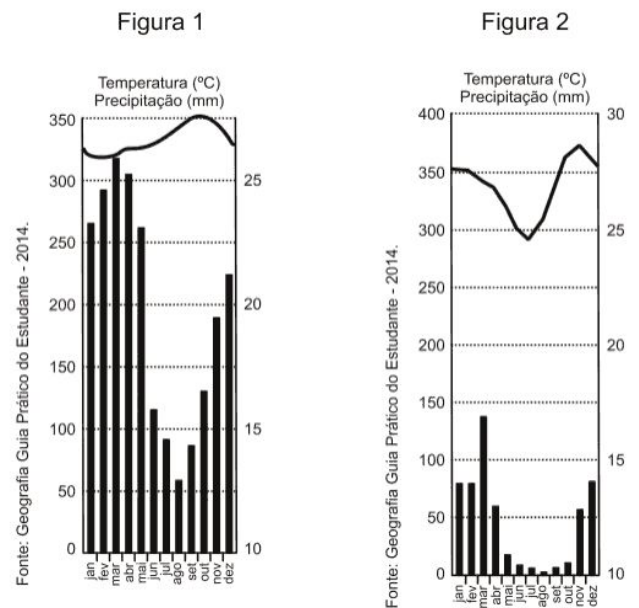 Figura 1
Temperatura (ºC)
Precipitação (mm)
350
300
250
200
150
100
50
0
25
20
15
10
jan
fev
mar
abr
mai
jun
jul
ago
set
out
nov
dez
Fonte: Geografia Guia Prático do Estudante - 2014.
Figura 2
Temperatura (ºC)
Precipitação (mm)
400
350
300
250
200
150
100
50
0
30
25
20
15
10
jan
fev
mar
abr
mai
jun
jul
ago
set
out
nov
dez
Fonte: Geografia Guia Prático do Estudante - 2014.